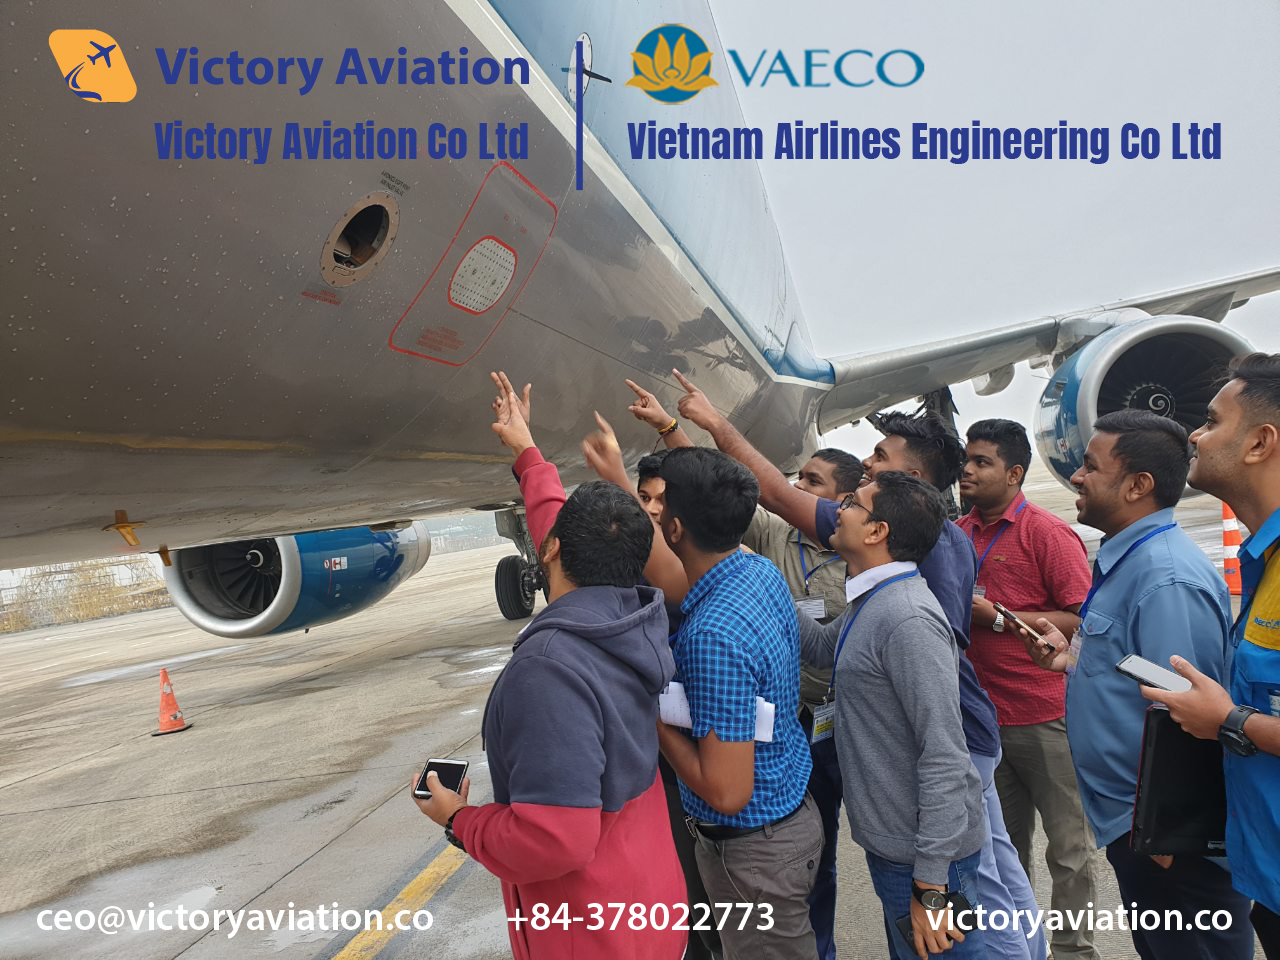 Victory Aviation
VAECO
Victory Aviation Co Ltd
Vietnam Airlines Engineering Co Ltd
VAECO
ceo@victoryaviation.co
+84-378022773
victoryaviation.co